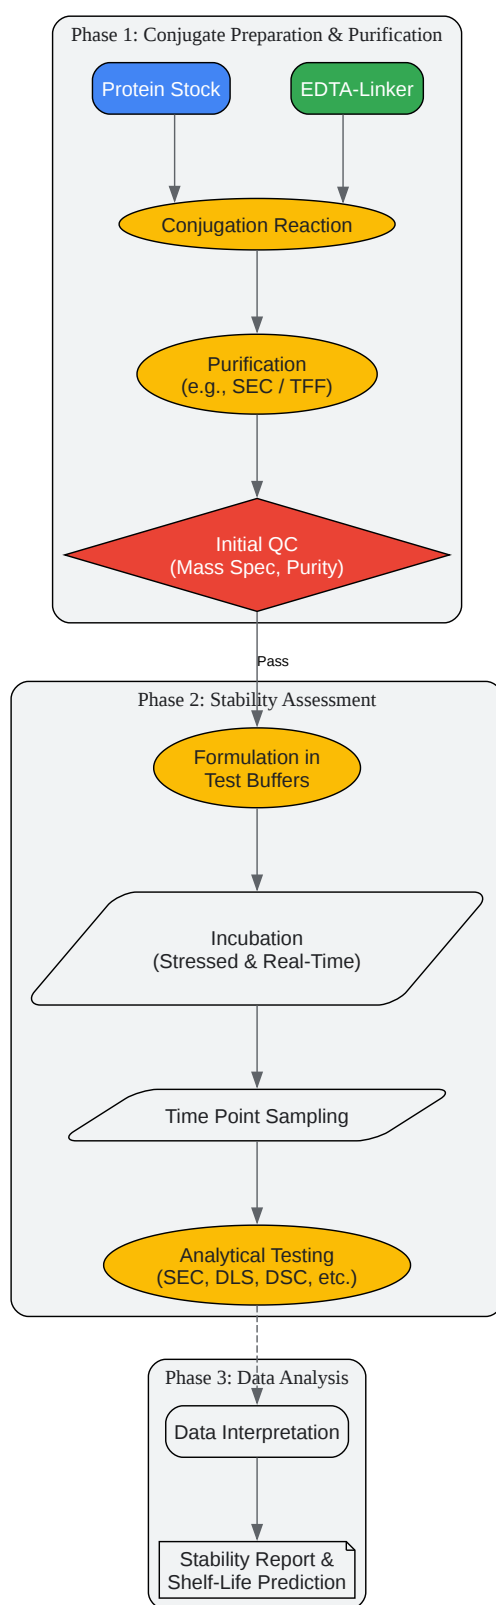 Phase 1: Conjugate Preparation & Purification
Protein Stock
EDTA-Linker
Conjugation Reaction
Purification
(e.g., SEC / TFF)
Initial QC
(Mass Spec, Purity)
Pass
Phase 2: Stability Assessment
Formulation in
Test Buffers
Incubation
(Stressed & Real-Time)
Time Point Sampling
Analytical Testing
(SEC, DLS, DSC, etc.)
Phase 3: Data Analysis
Data Interpretation
Stability Report &
Shelf-Life Prediction